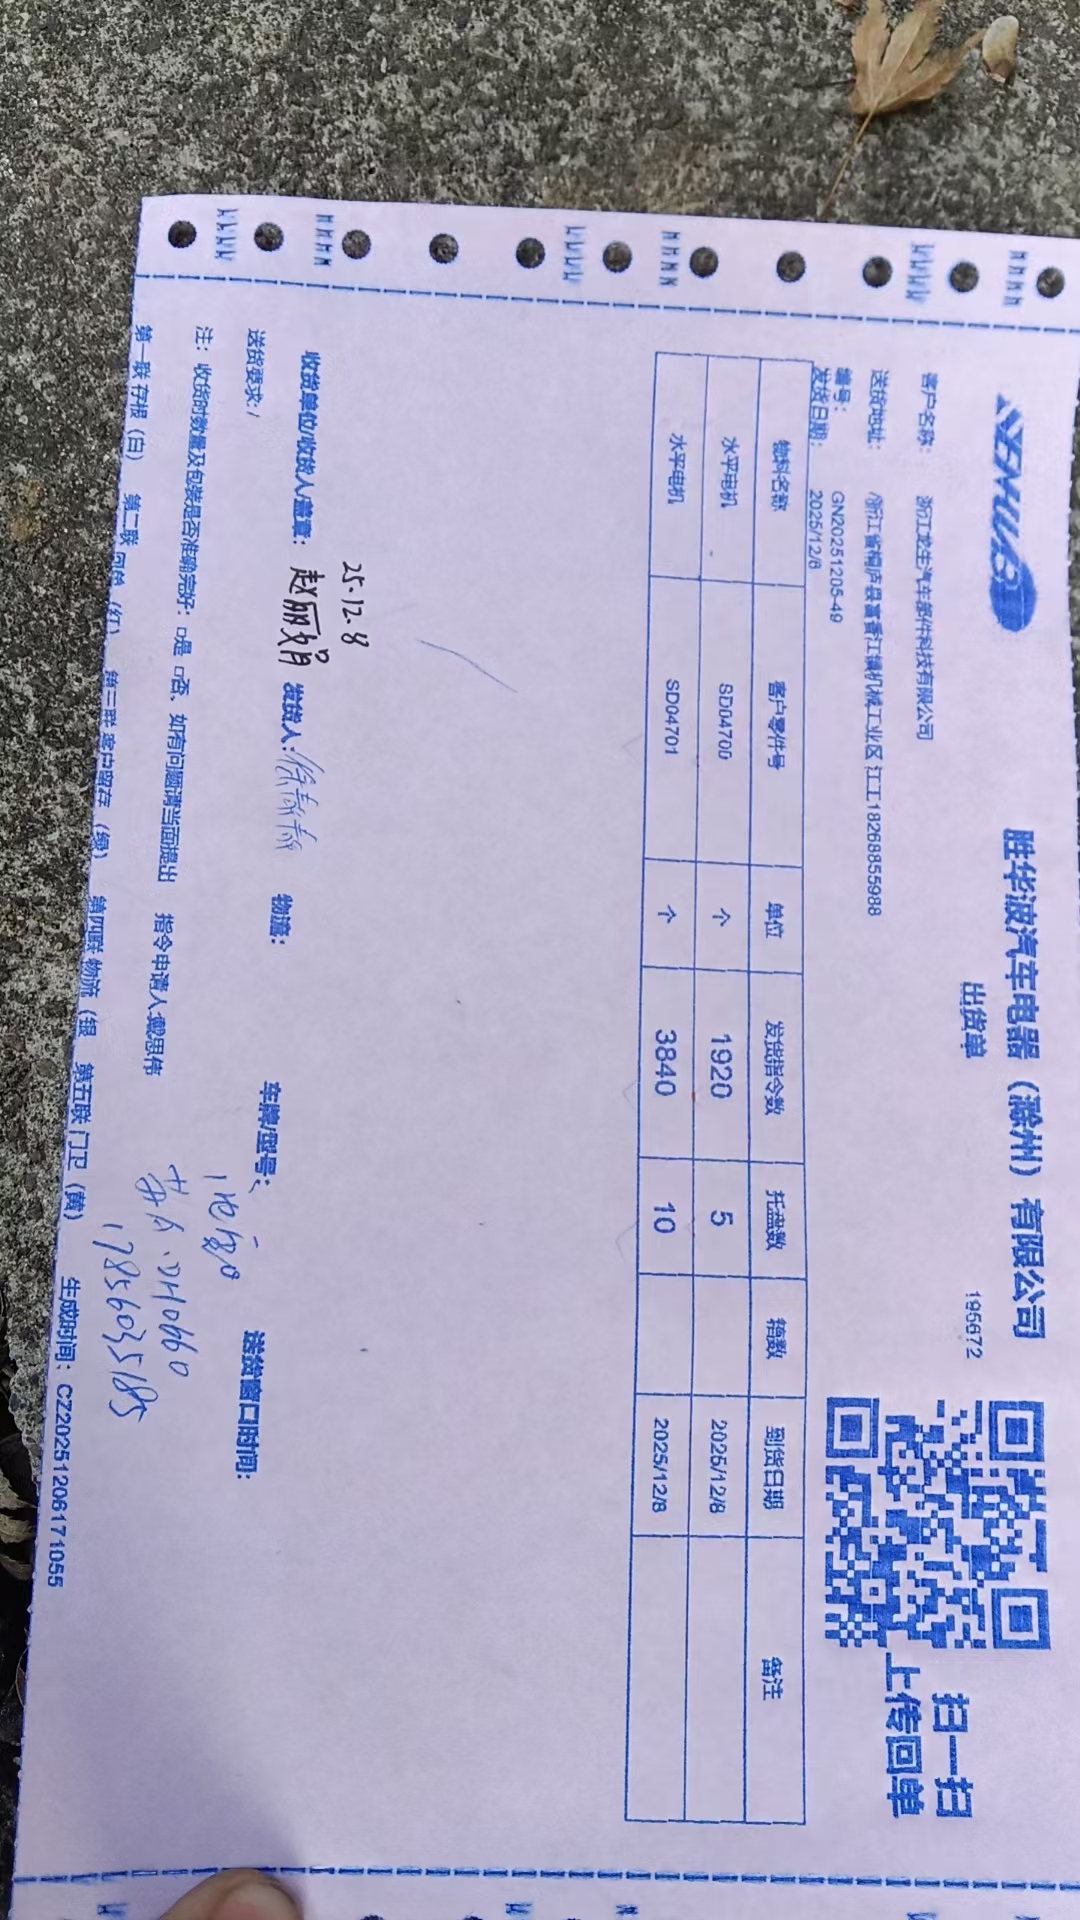 SHENHUABO
胜华波汽车电器（滁州）有限公司
出货单
195672
扫一扫
上传回单
客户名称： 浙江龙生汽车部件科技有限公司
送货地址： /浙江省桐庐县富春江镇机械工业区 江工18268855988
编号： GN20251205-49
发货日期： 2025/12/8
物料名称 客户零件号 单位 发货指令数 托盘数 箱数 到货日期 备注
水平电机 SD04700 个 1920 5 2025/12/8
水平电机 SD04701 个 3840 10 2025/12/8
25.12.8
收货单位/收货人/盖章： 赵丽娟 发货人： 物流： 车牌/型号： 送货窗口时间：
送货要求：/
注：收货时数量及包装是否准确完好：□是 □否、如有问题请当面提出 指令申请人:戴思伟
17856035185
第一联 存根（白） 第二联 回单（红） 第三联 客户留存（绿） 第四联 物流（银 第五联 门卫（黄） 生成时间：CZ20251206171055